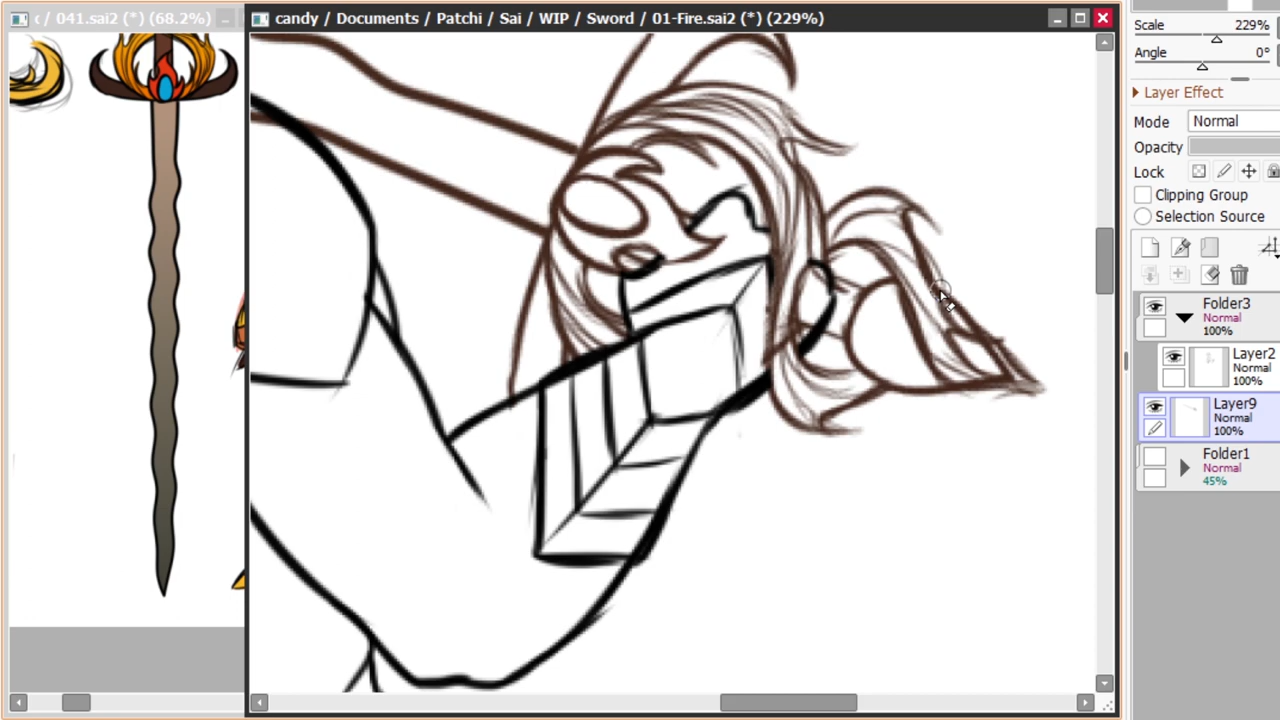 / 041.sai2 (*) (68.2%)
candy / Documents / Patchi / Sai / WIP / Sword / 01-Fire.sai2 (*) (229%)
Scale 229%
Angle 0°
Layer Effect
Mode Normal
Opacity
Lock
Clipping Group
Selection Source
Folder3
Normal
100%
Layer2
Normal
100%
Layer9
Normal
100%
Folder1
Normal
45%